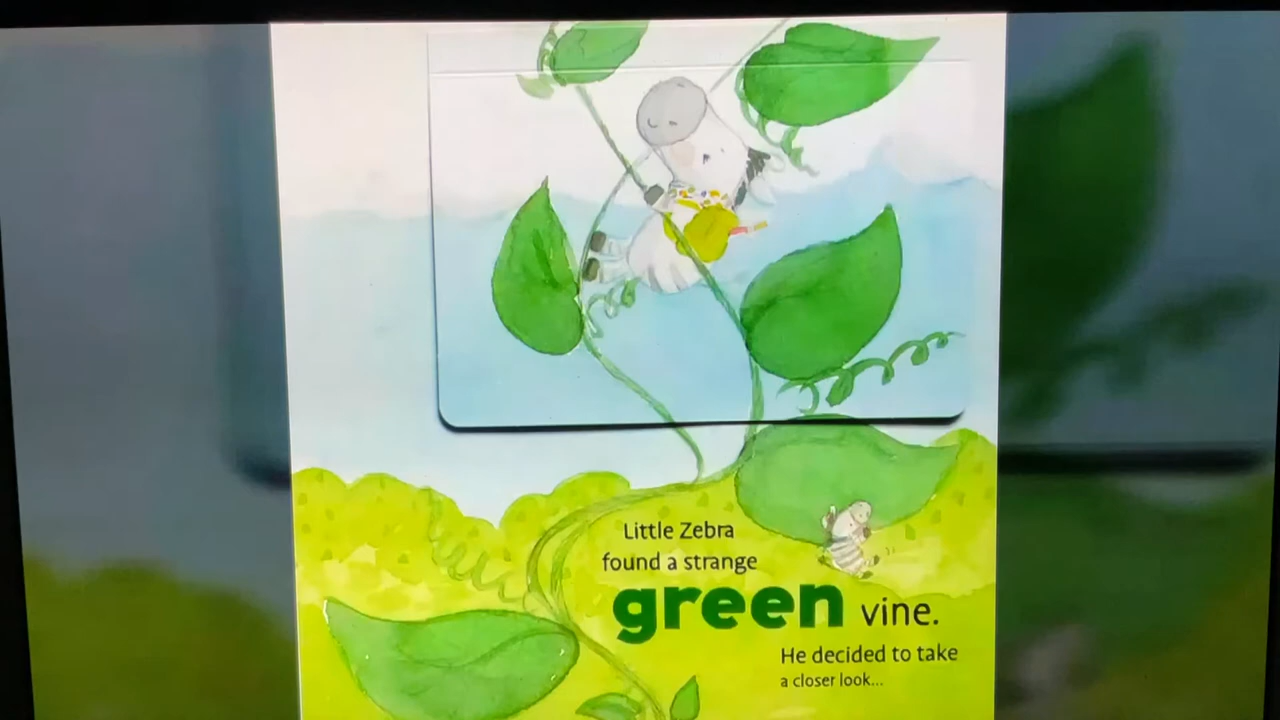 Little Zebra
found a strange
green vine.
He decided to take
a closer look...